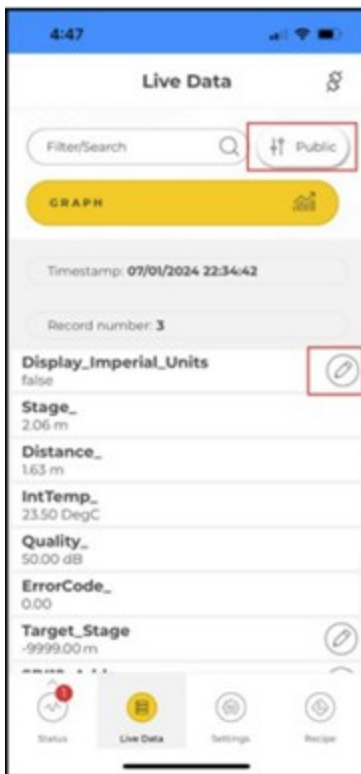 4:47
Live Data
Filter/Search
Public
GRAPH
Timestamp: 07/01/2024 22:34:42
Record number: 3
Display_Imperial_Units
false
Stage_
2.06 m
Distance_
1.63 m
IntTemp_
23.50 DegC
Quality_
50.00 dB
ErrorCode_
0.00
Target_Stage
-9999.00 m
1
Status
Live Data
Settings
Recipe